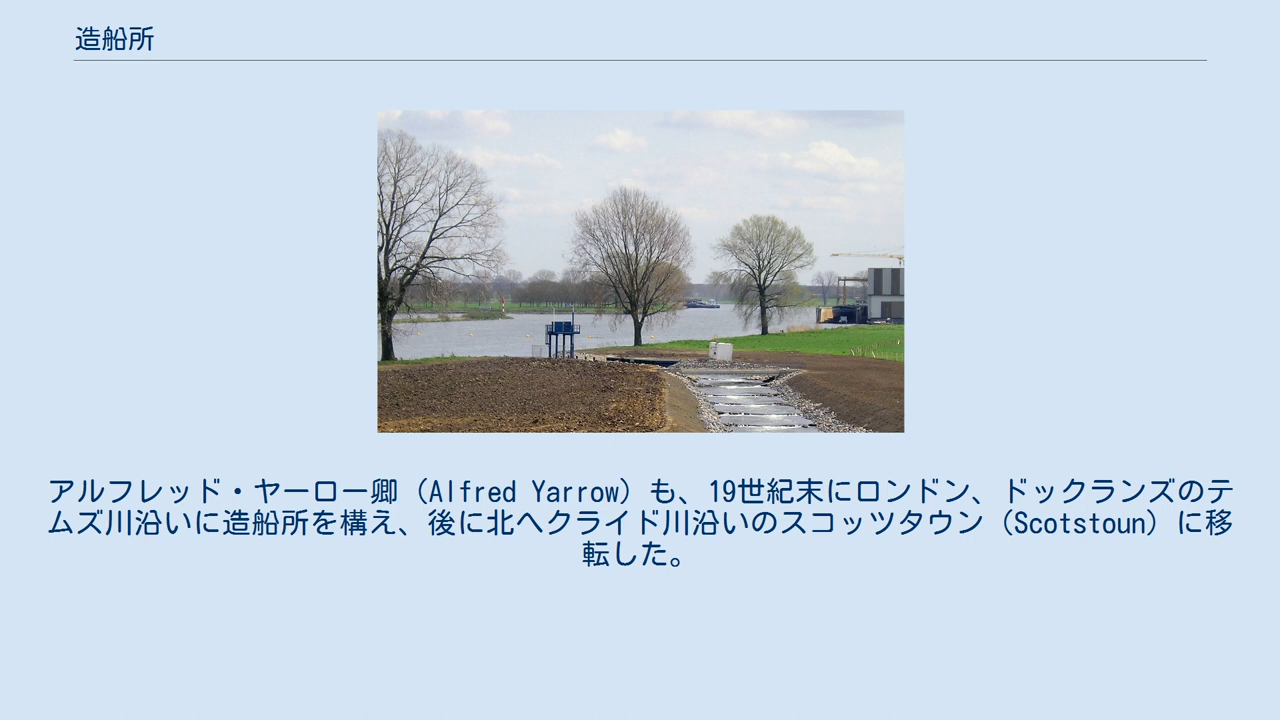 造船所
アルフレッド・ヤーロー卿（Alfred Yarrow）も、19世紀末にロンドン、ドックランズのテ
ムズ川沿いに造船所を構え、後に北へクライド川沿いのスコッツタウン（Scotstoun）に移
転した。